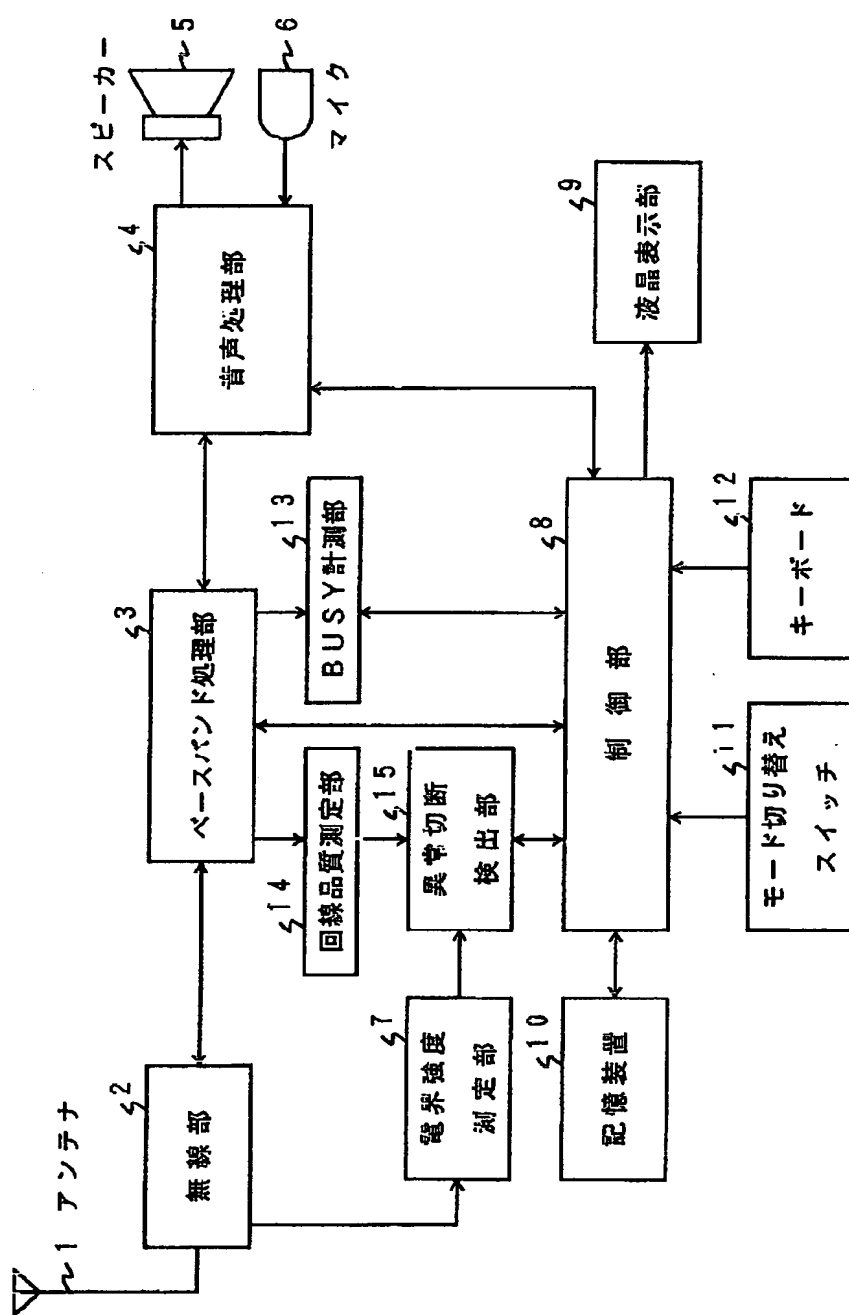 1 アンテナ
2
無線部
3
ベースバンド処理部
4
音声処理部
スピーカー
5
6
マイク
14
回線品質測定部
13
BUSY計測部
7
電界強度
測定部
15
異常切断
検出部
8
制御部
9
液晶表示部
10
記憶装置
11
モード切り替え
スイッチ
12
キーボード